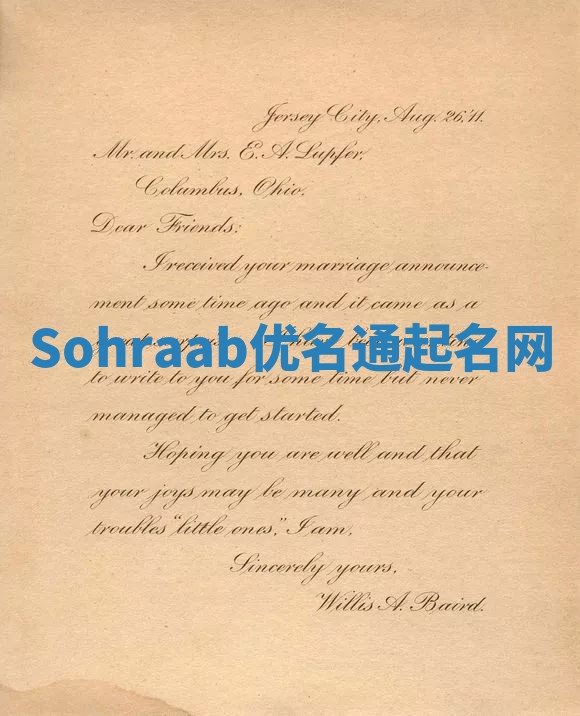 Jersey City, Aug. 26, '11.
Mr. and Mrs. E. A. Lupfer,
Columbus, Ohio.
Dear Friends:
I received your marriage announce-
ment some time ago and it came as a
Sohraab优名通起名网
to write to you for some time but never
managed to get started.
Hoping you are well and that
your joys may be many and your
troubles "little ones," I am,
Sincerely yours,
Willis A. Baird.